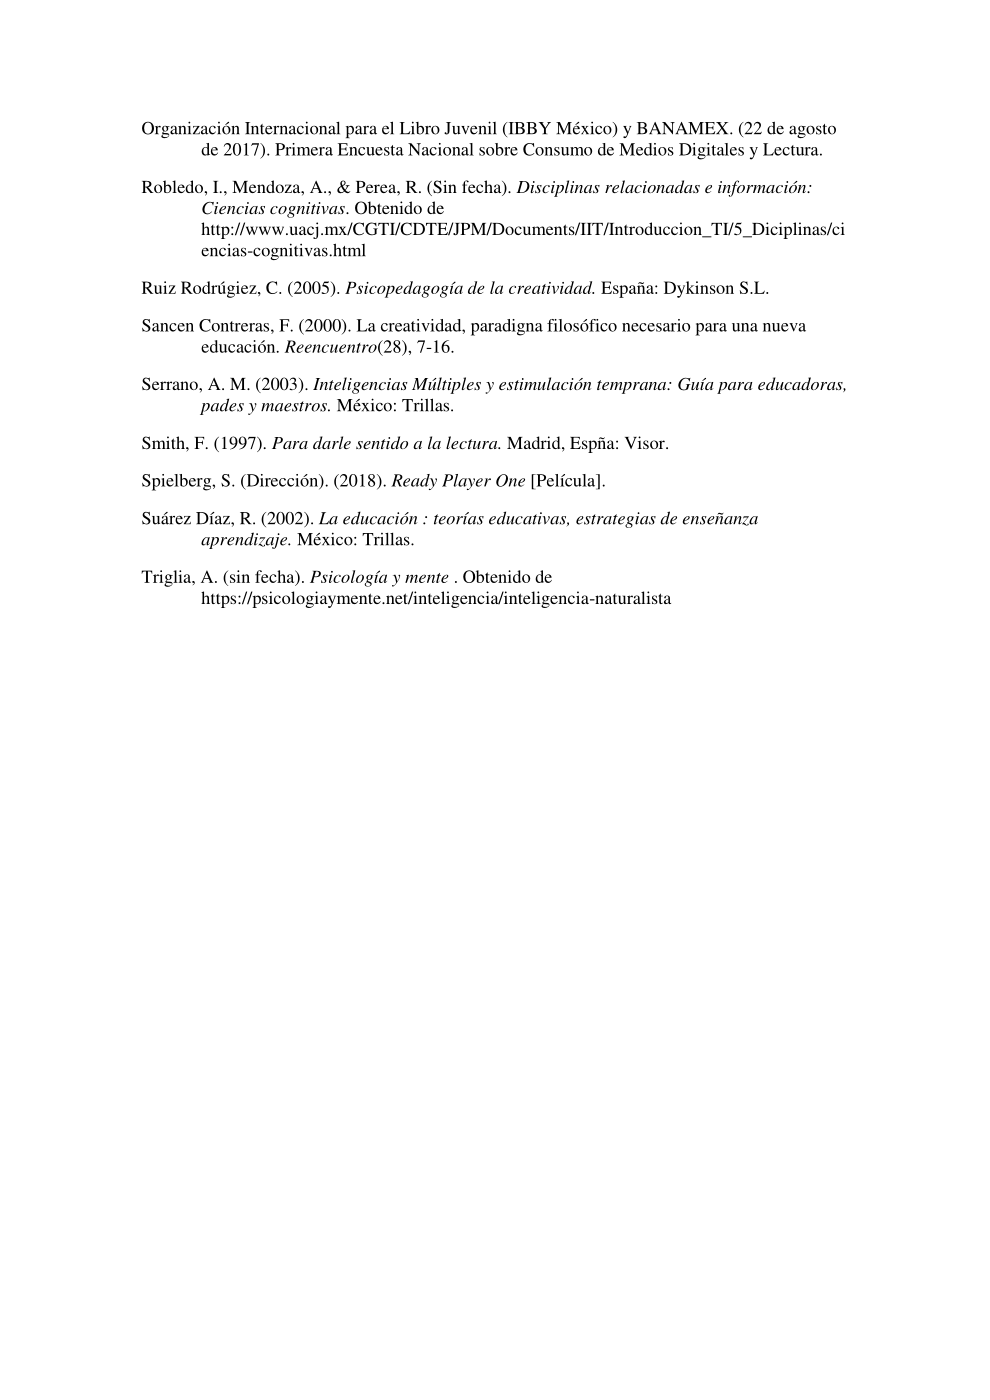 Organización Internacional para el Libro Juvenil (IBBY México) y BANAMEX. (22 de agosto
de 2017). Primera Encuesta Nacional sobre Consumo de Medios Digitales y Lectura.
Robledo, I., Mendoza, A., & Perea, R. (Sin fecha). Disciplinas relacionadas e información:
Ciencias cognitivas. Obtenido de
http://www.uacj.mx/CGTI/CDTE/JPM/Documents/IIT/Introduccion_TI/5_Diciplinas/ci
encias-cognitivas.html
Ruiz Rodrúgiez, C. (2005). Psicopedagogía de la creatividad. España: Dykinson S.L.
Sancen Contreras, F. (2000). La creatividad, paradigna filosófico necesario para una nueva
educación. Reencuentro(28), 7-16.
Serrano, A. M. (2003). Inteligencias Múltiples y estimulación temprana: Guía para educadoras,
pades y maestros. México: Trillas.
Smith, F. (1997). Para darle sentido a la lectura. Madrid, Espña: Visor.
Spielberg, S. (Dirección). (2018). Ready Player One [Película].
Suárez Díaz, R. (2002). La educación : teorías educativas, estrategias de enseñanza
aprendizaje. México: Trillas.
Triglia, A. (sin fecha). Psicología y mente . Obtenido de
https://psicologiaymente.net/inteligencia/inteligencia-naturalista